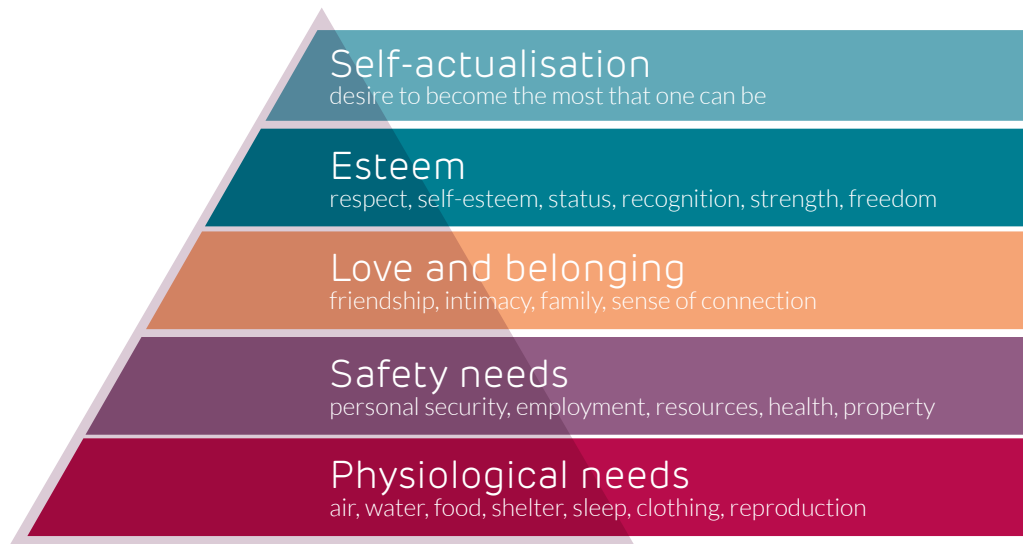 Self-actualisation
desire to become the most that one can be
Esteem
respect, self-esteem, status, recognition, strength, freedom
Love and belonging
friendship, intimacy, family, sense of connection
Safety needs
personal security, employment, resources, health, property
Physiological needs
air, water, food, shelter, sleep, clothing, reproduction